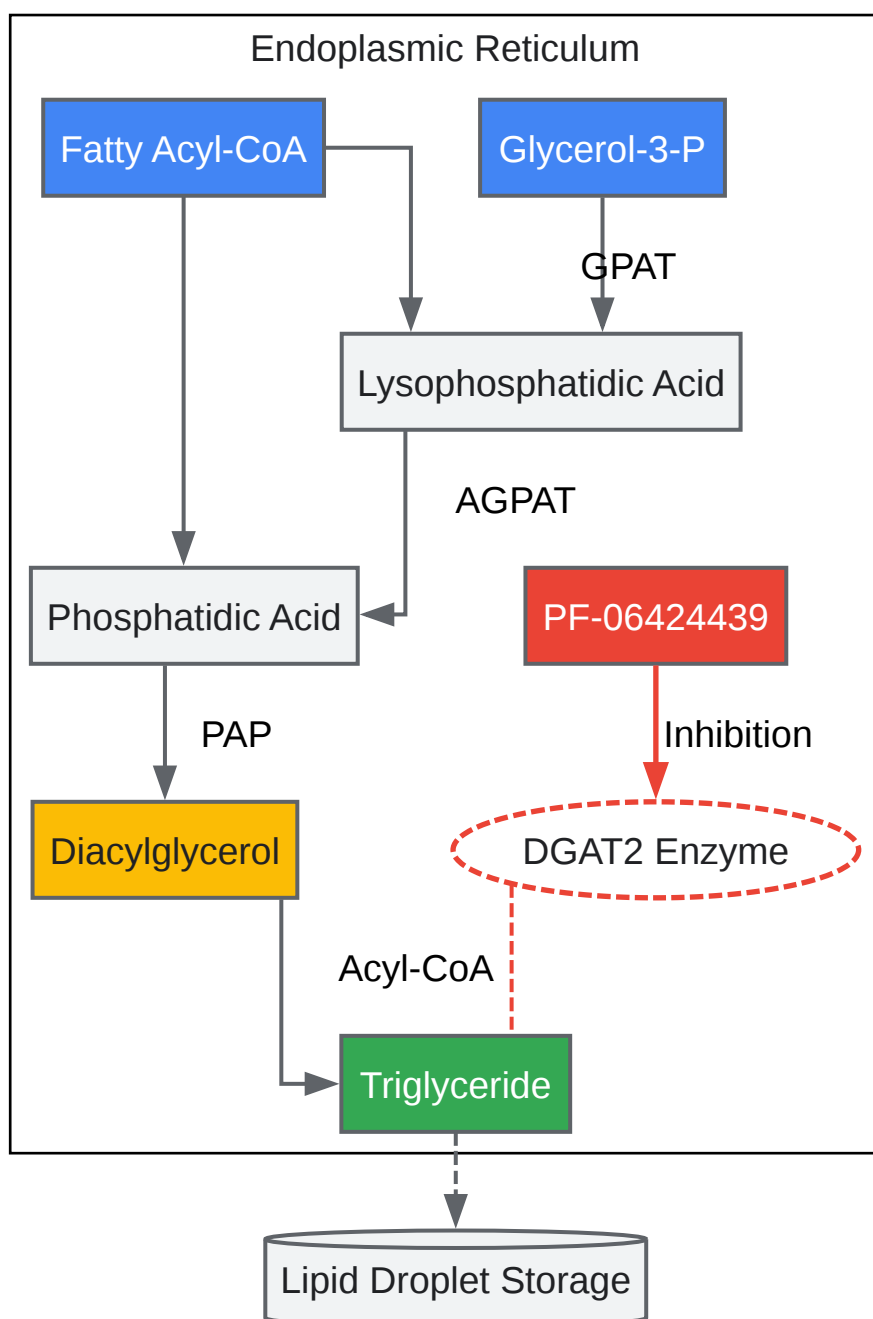 Endoplasmic Reticulum
Fatty Acyl-CoA
Glycerol-3-P
GPAT
Lysophosphatidic Acid
AGPAT
Phosphatidic Acid
PF-06424439
PAP
Inhibition
Diacylglycerol
DGAT2 Enzyme
Acyl-CoA
Triglyceride
Lipid Droplet Storage